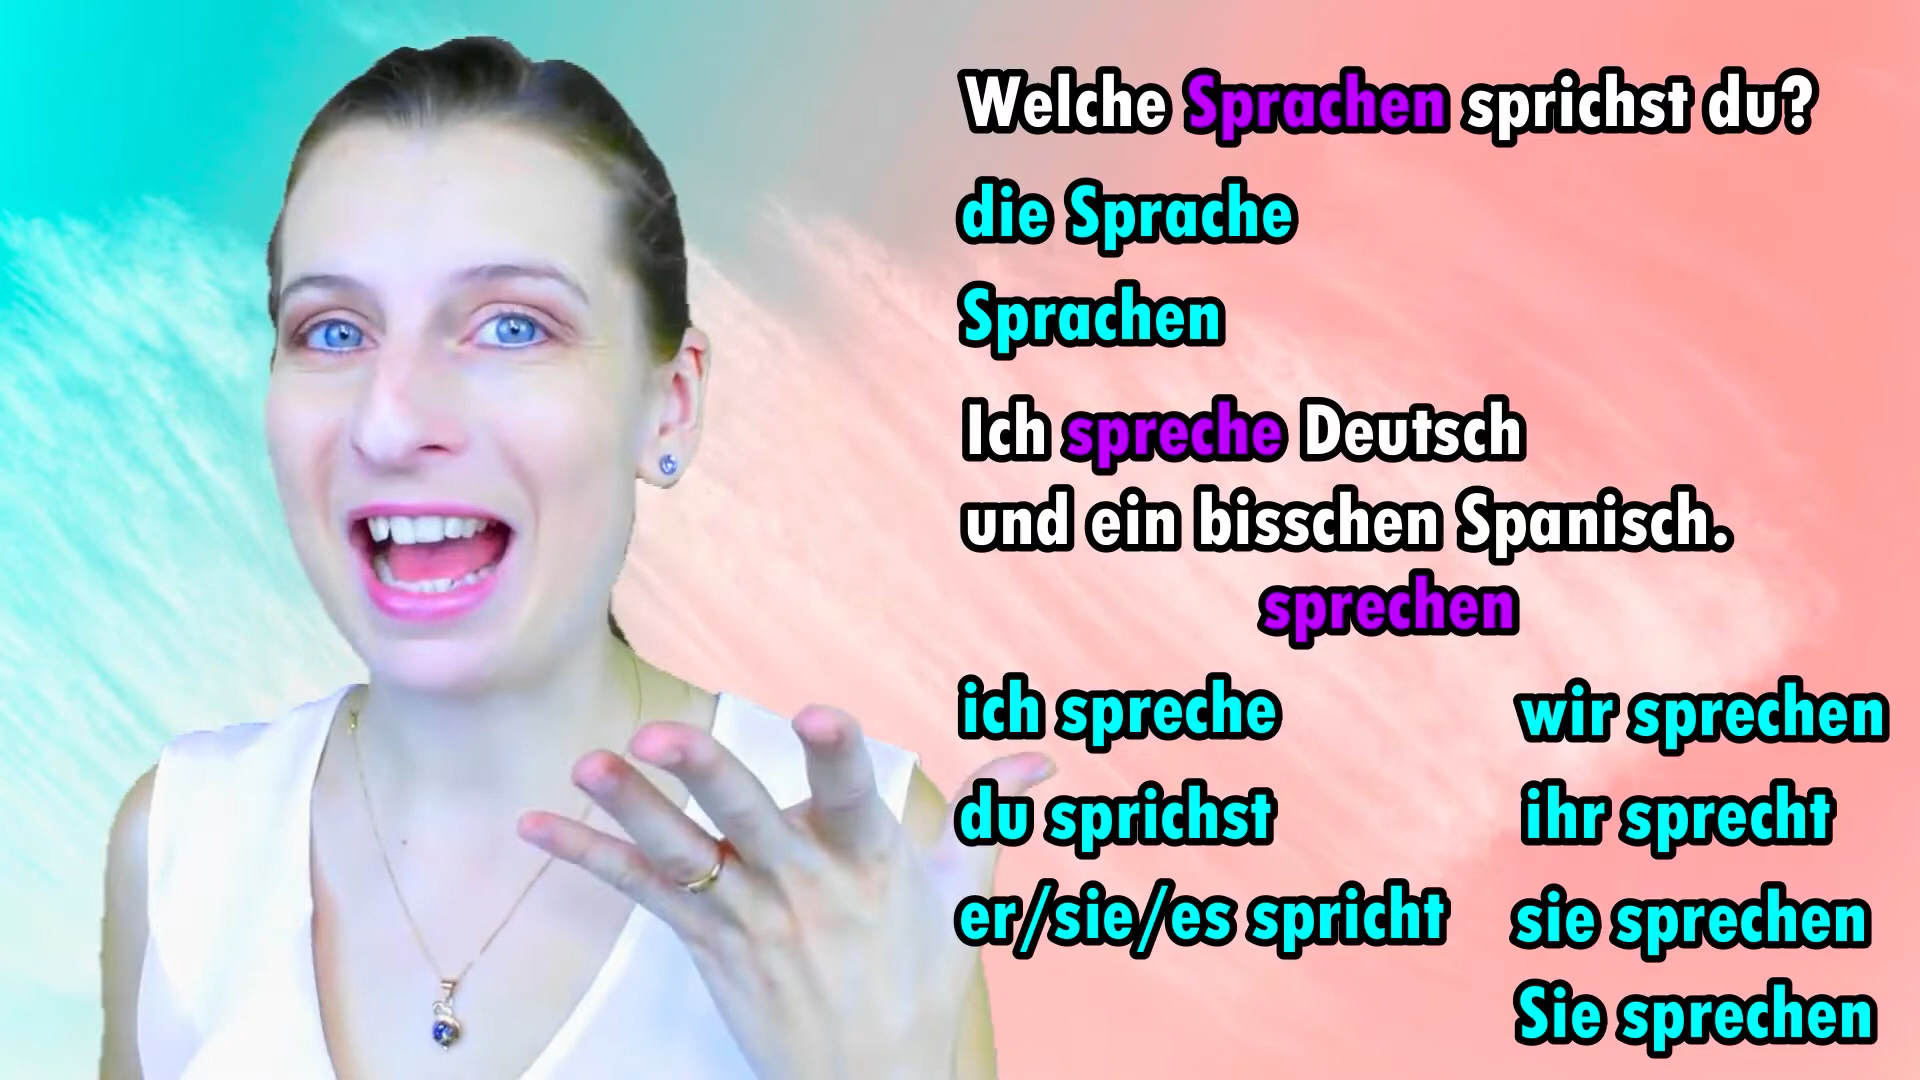 Welche Sprachen sprichst du?
die Sprache
Sprachen
Ich spreche Deutsch
und ein bisschen Spanisch.
sprechen
ich spreche
du sprichst
er/sie/es spricht
wir sprechen
ihr sprecht
sie sprechen
Sie sprechen